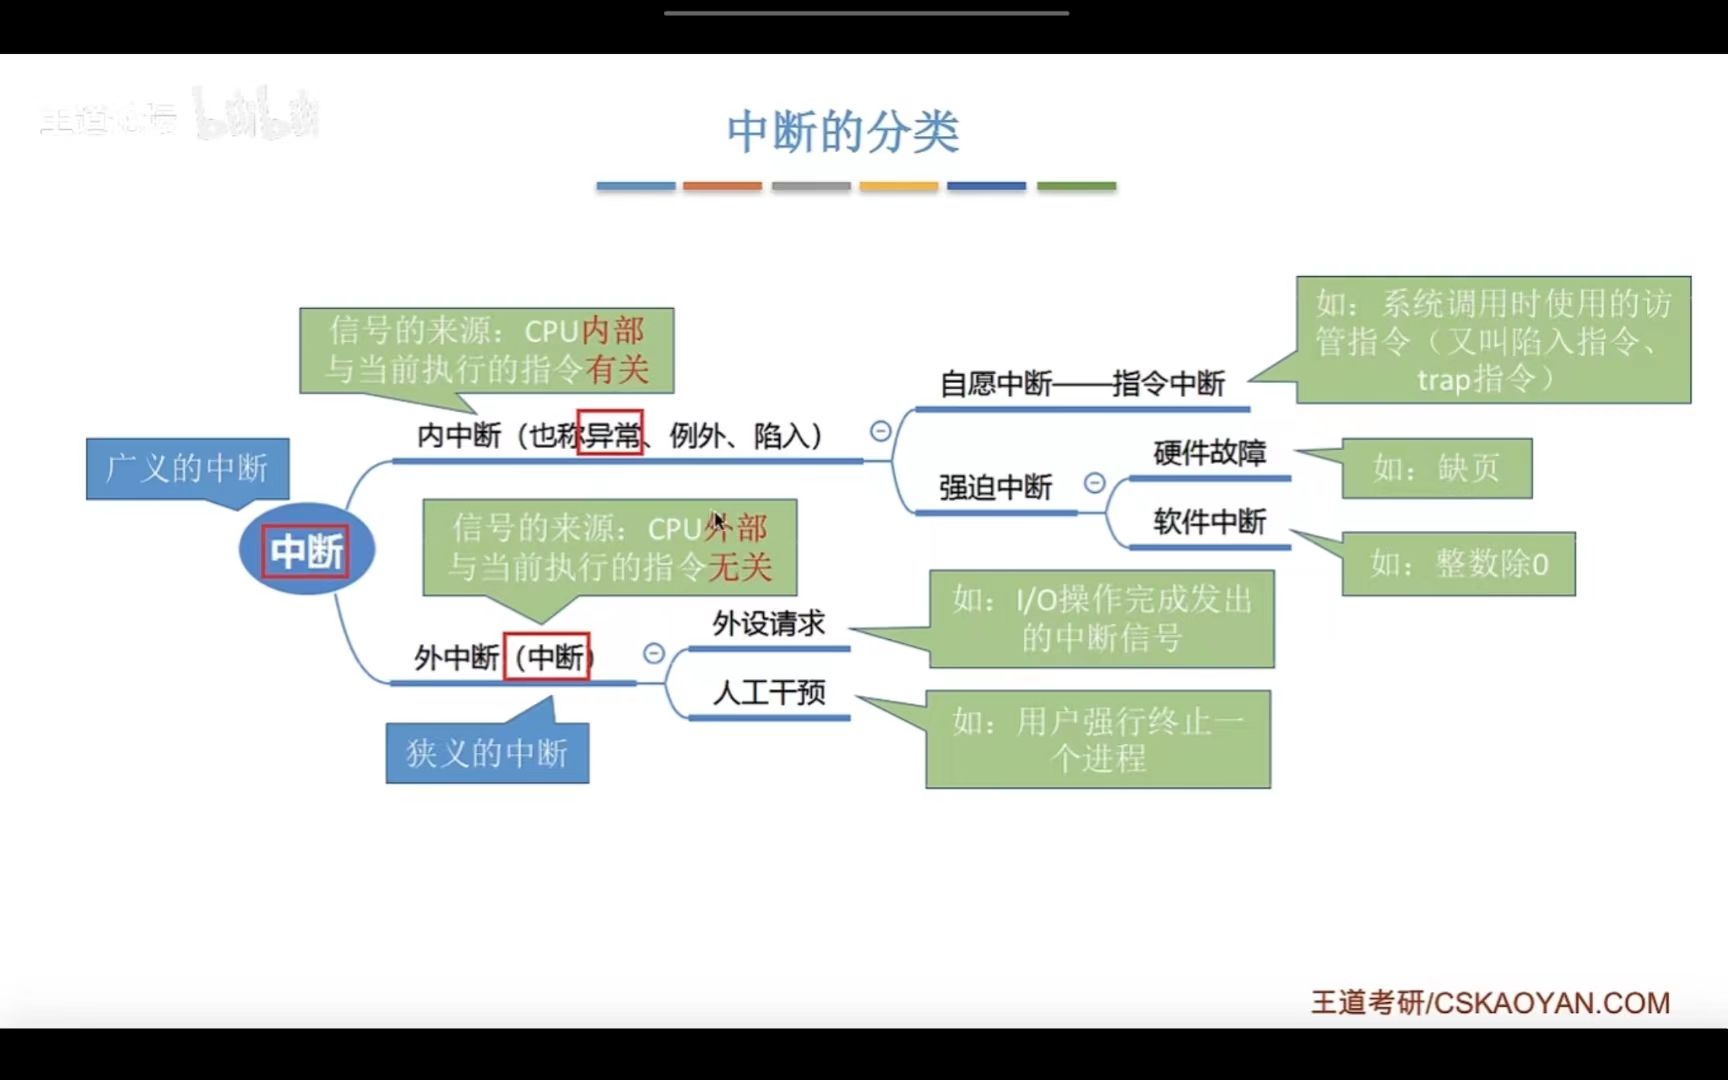 王道论坛 bilibili
中断的分类
如：系统调用时使用的访
管指令（又叫陷入指令、
trap指令）
信号的来源：CPU内部
与当前执行的指令有关
自愿中断——指令中断
内中断（也称异常、例外、陷入）
广义的中断
硬件故障
如：缺页
强迫中断
信号的来源：CPU外部
与当前执行的指令无关
软件中断
中断
如：整数除0
如：I/O操作完成发出
的中断信号
外设请求
外中断（中断）
人工干预
如：用户强行终止一
个进程
狭义的中断
王道考研/CSKAOYAN.COM